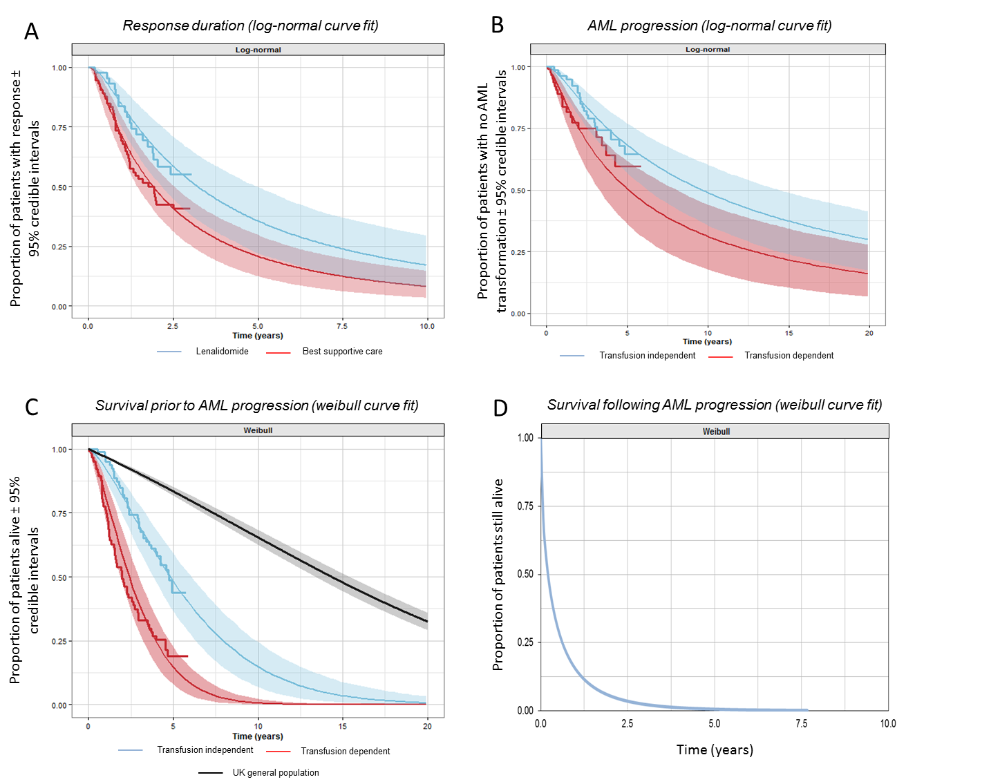 A
Response duration (log-normal curve fit)
Log-normal
Proportion of patients with response ±
95% credible intervals
1.00
0.75
0.50
0.25
0.00
0.0 2.5 5.0 7.5 10.0
Time (years)
Lenalidomide Best supportive care
B
AML progression (log-normal curve fit)
Log-normal
Proportion of patients with no AML
transformation ± 95% credible intervals
1.00
0.75
0.50
0.25
0.00
0 5 10 15 20
Time (years)
Transfusion independent Transfusion dependent
C
Survival prior to AML progression (weibull curve fit)
Weibull
Proportion of patients alive ± 95%
credible intervals
1.00
0.75
0.50
0.25
0.00
0 5 10 15 20
Time (years)
Transfusion independent Transfusion dependent
UK general population
D
Survival following AML progression (weibull curve fit)
Weibull
Proportion of patients still alive
1.00
0.75
0.50
0.25
0.00
0.0 2.5 5.0 7.5 10.0
Time (years)